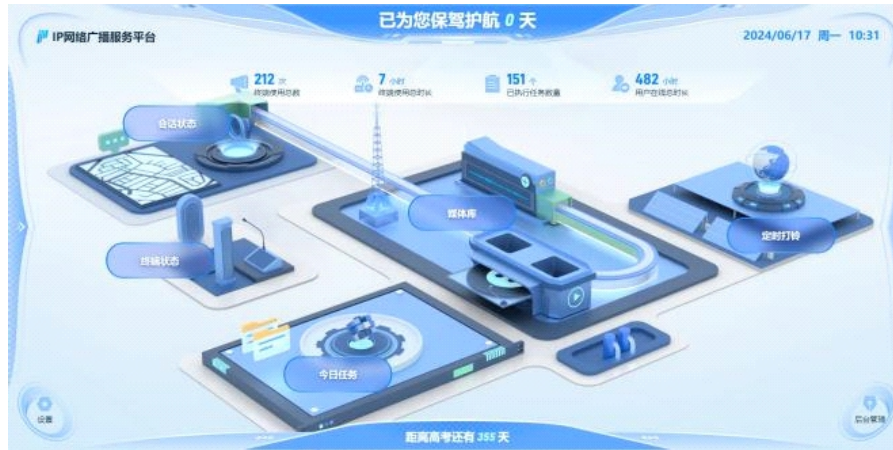 已为您保驾护航 0 天
IP网络广播服务平台
2024/06/17 周一 10:31
212 次
终端使用总数
7 小时
终端使用总时长
151 个
已执行任务数量
482 小时
用户在线总时长
会话状态
媒体库
定时打铃
终端状态
今日任务
设置
后台管理
距离高考还有 355 天